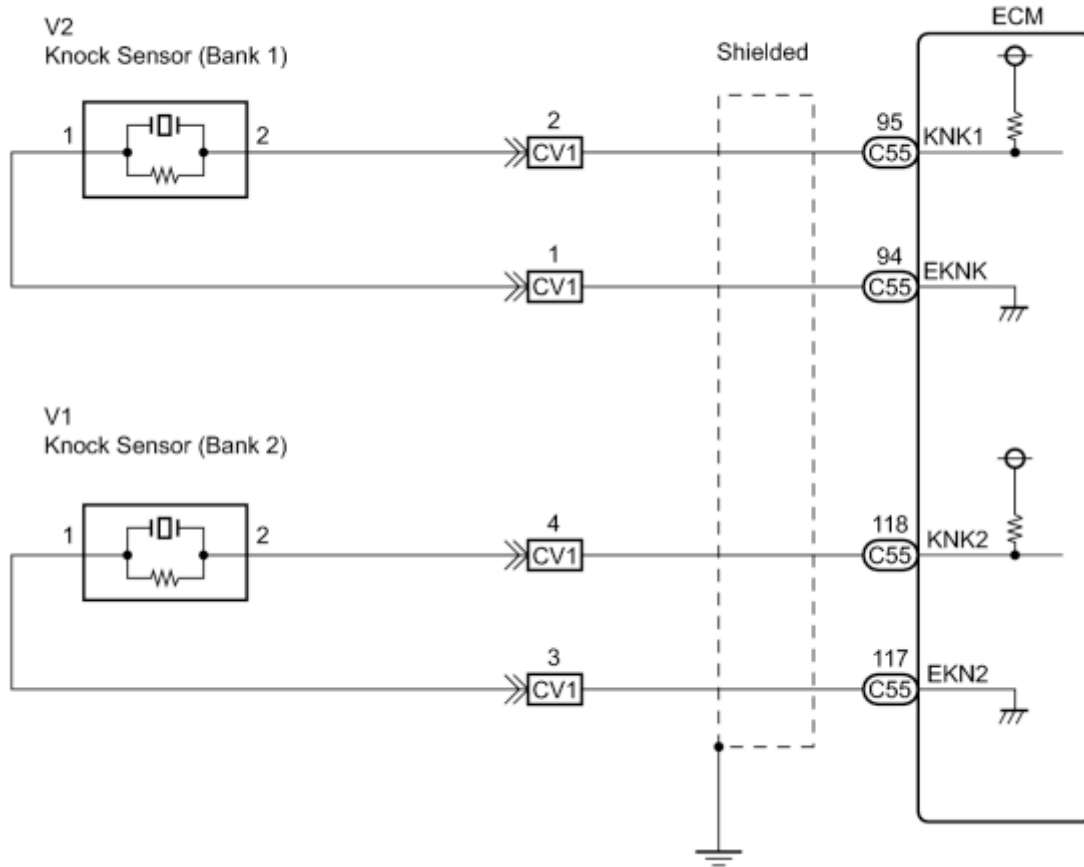 ECM
V2
Knock Sensor (Bank 1)
Shielded
1
2
2
CV1
95
C55
KNK1
1
CV1
94
C55
EKNK
V1
Knock Sensor (Bank 2)
1
2
4
CV1
118
C55
KNK2
3
CV1
117
C55
EKN2